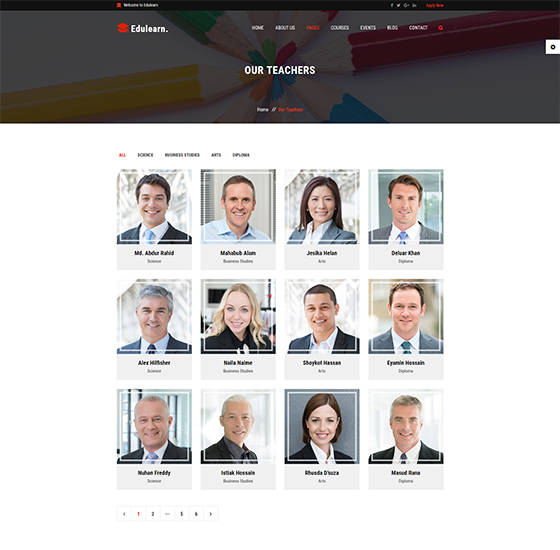 Welcome to Edulearn
Apply Now
Edulearn.
HOME ABOUT US PAGES COURSES EVENTS BLOG CONTACT
OUR TEACHERS
Home // Our Teachers
ALL SCIENCE BUSINESS STUDIES ARTS DIPLOMA
Md. Abdur Rahid Mahabub Alam Jesika Helan Deluar Khan
Science Business Studies Arts Diploma
Alex Hilfisher Naila Naime Shoykot Hassan Eyamin Hossain
Science Business Studies Arts Diploma
Nuhan Freddy Istiak Hossain Rhusda D'suza Masud Rana
Science Business Studies Arts Diploma
‹ 1 2 ... 5 6 ›